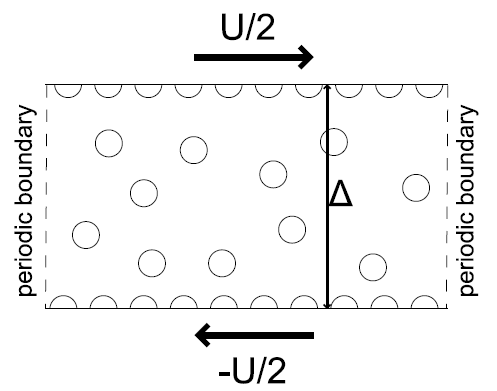 U/2
periodic boundary
Δ
periodic boundary
-U/2